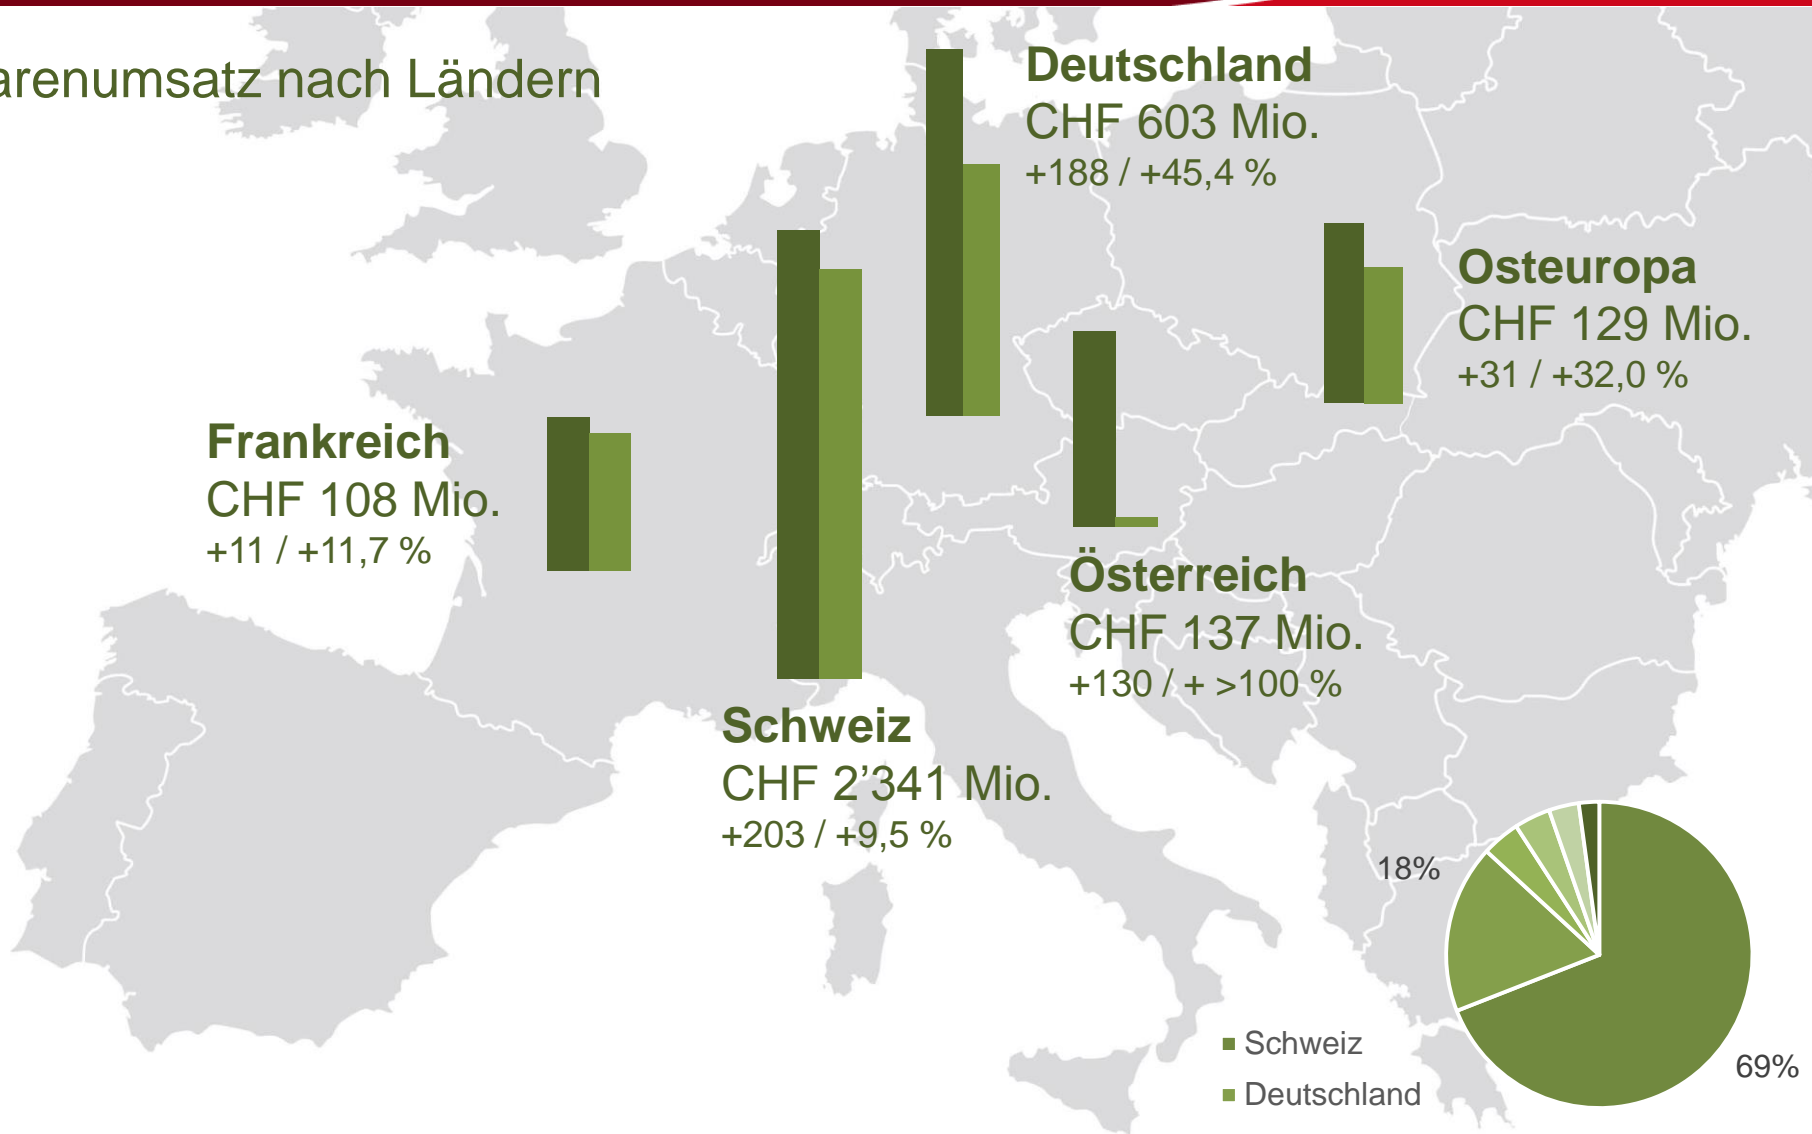 arenumsatz nach Ländern
Deutschland
CHF 603 Mio.
+188 / +45,4 %
Osteuropa
CHF 129 Mio.
+31 / +32,0 %
Frankreich
CHF 108 Mio.
+11 / +11,7 %
Österreich
CHF 137 Mio.
+130 / + >100 %
Schweiz
CHF 2’341 Mio.
+203 / +9,5 %
18%
69%
Schweiz
Deutschland